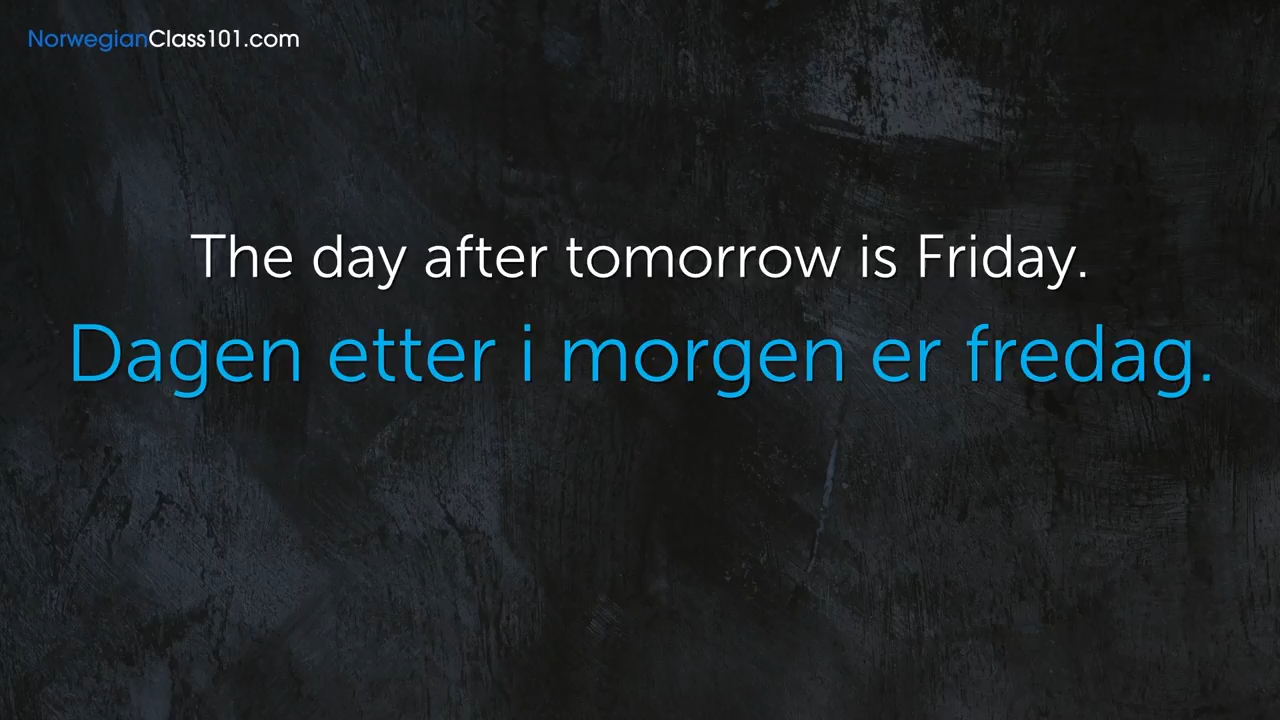 NorwegianClass101.com
The day after tomorrow is Friday.
Dagen etter i morgen er fredag.